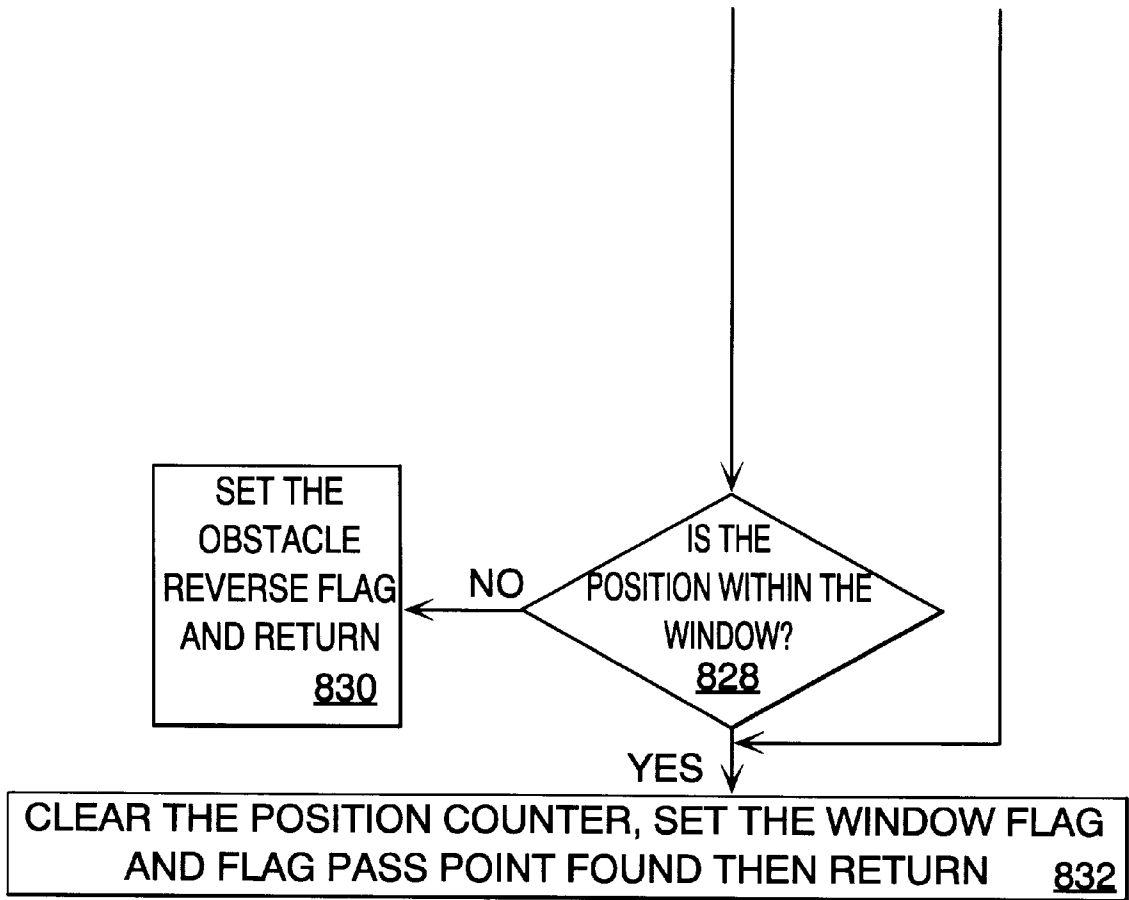 SET THE
OBSTACLE
REVERSE FLAG
AND RETURN
830
NO
IS THE
POSITION WITHIN THE
WINDOW?
828
YES
CLEAR THE POSITION COUNTER, SET THE WINDOW FLAG
AND FLAG PASS POINT FOUND THEN RETURN 832